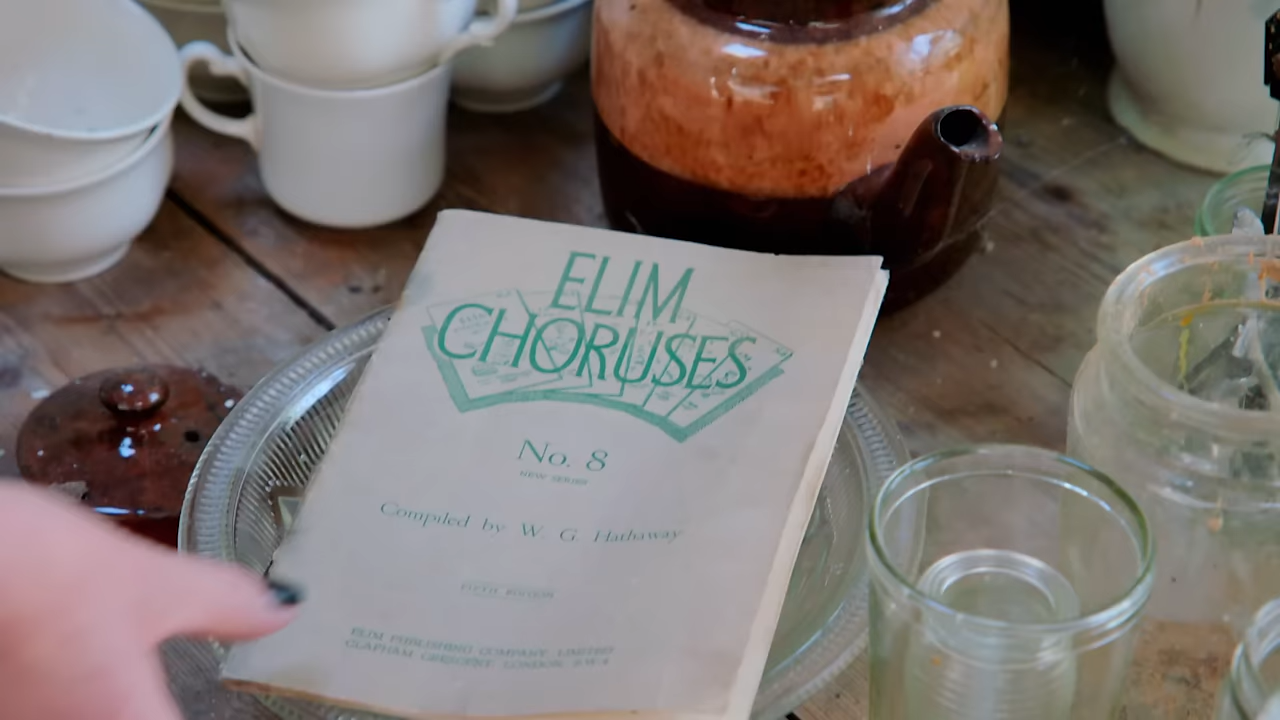 ELIM
CHORUSES
No. 8
NEW SERIES
Compiled by W. G. Hathaway
FIFTH EDITION
ELIM PUBLISHING COMPANY, LIMITED
CLAPHAM CRESCENT, LONDON, S.W.4